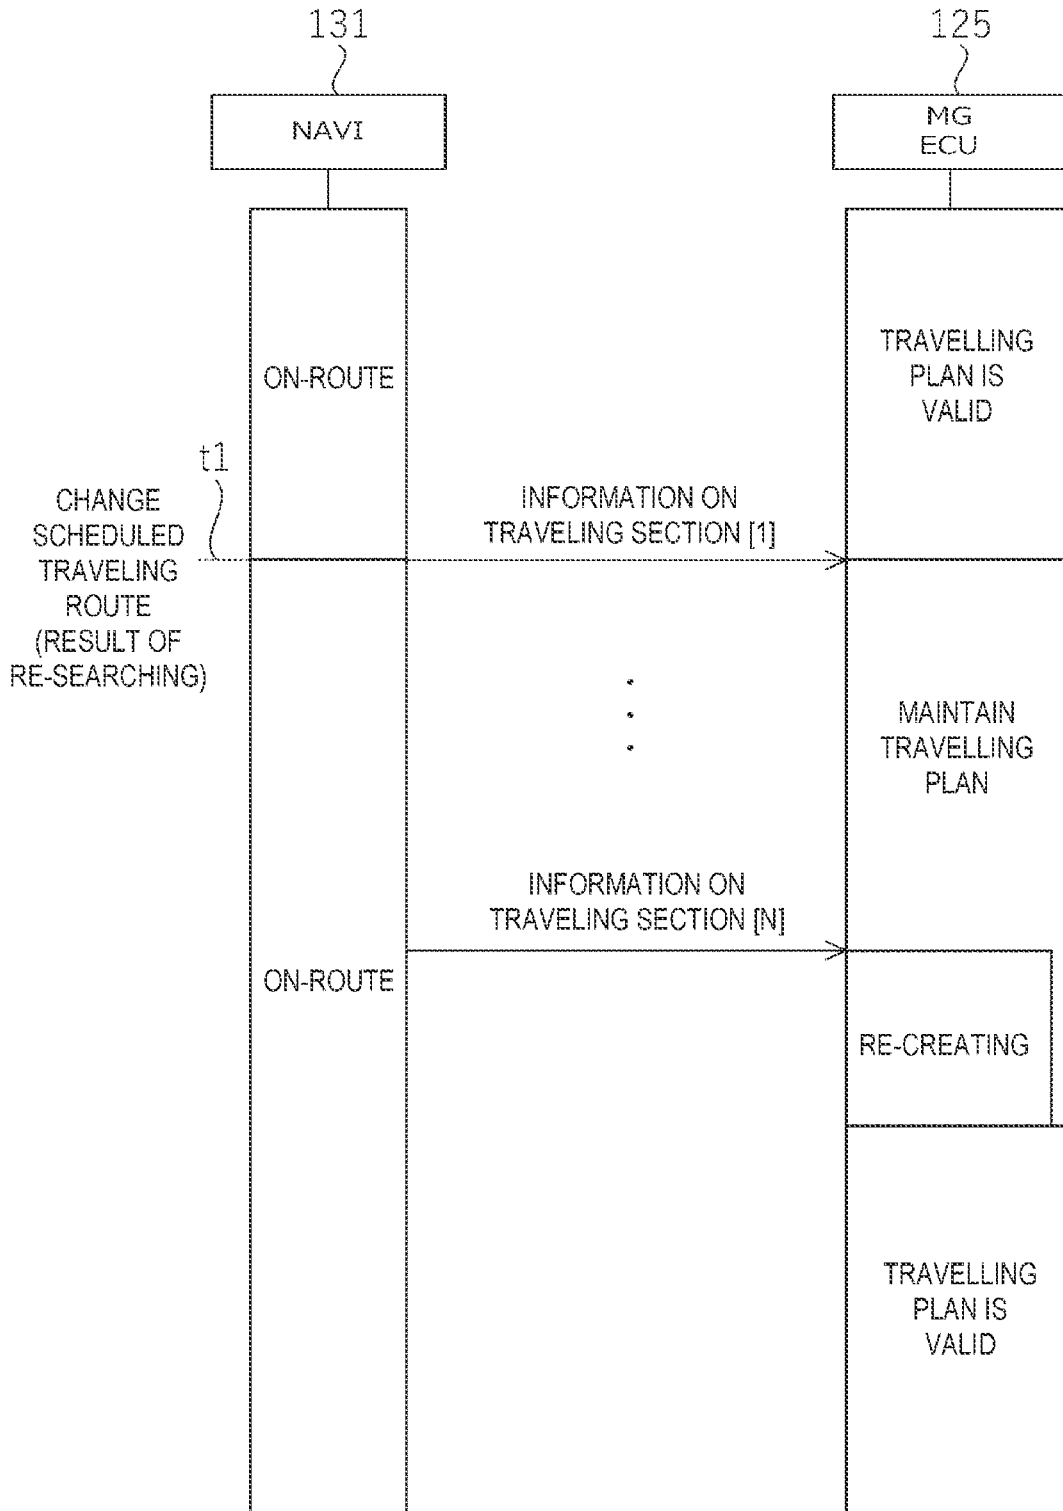 131
125
NAVI
MG
ECU
ON-ROUTE
TRAVELLING
PLAN IS
VALID
t1
CHANGE
SCHEDULED
TRAVELING
ROUTE
(RESULT OF
RE-SEARCHING)
INFORMATION ON
TRAVELING SECTION [1]
MAINTAIN
TRAVELLING
PLAN
INFORMATION ON
TRAVELING SECTION [N]
ON-ROUTE
RE-CREATING
TRAVELLING
PLAN IS
VALID